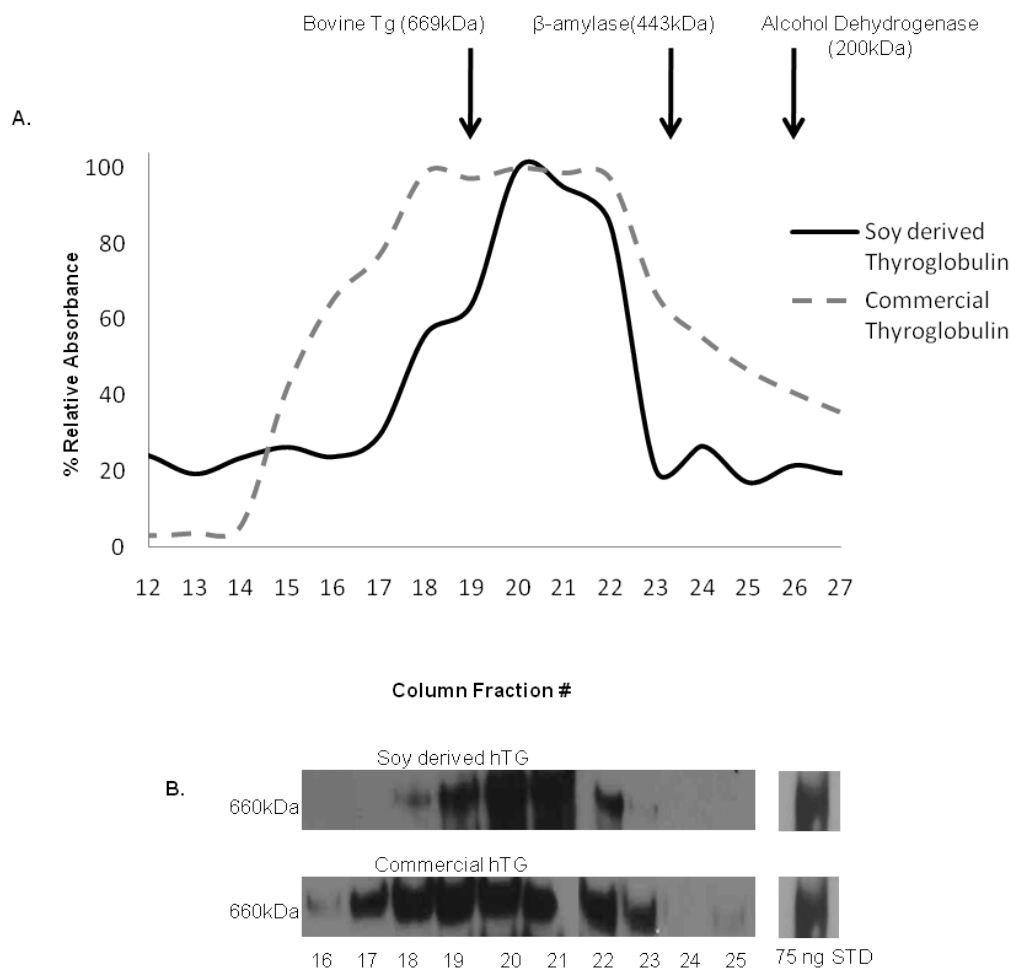 Bovine Tg (669kDa)
β-amylase(443kDa)
Alcohol Dehydrogenase
(200kDa)
A.
% Relative Absorbance
100
80
60
40
20
0
12 13 14 15 16 17 18 19 20 21 22 23 24 25 26 27
Soy derived
Thyroglobulin
Commercial
Thyroglobulin
Column Fraction #
B.
Soy derived hTG
660kDa
Commercial hTG
660kDa
16 17 18 19 20 21 22 23 24 25
75 ng STD